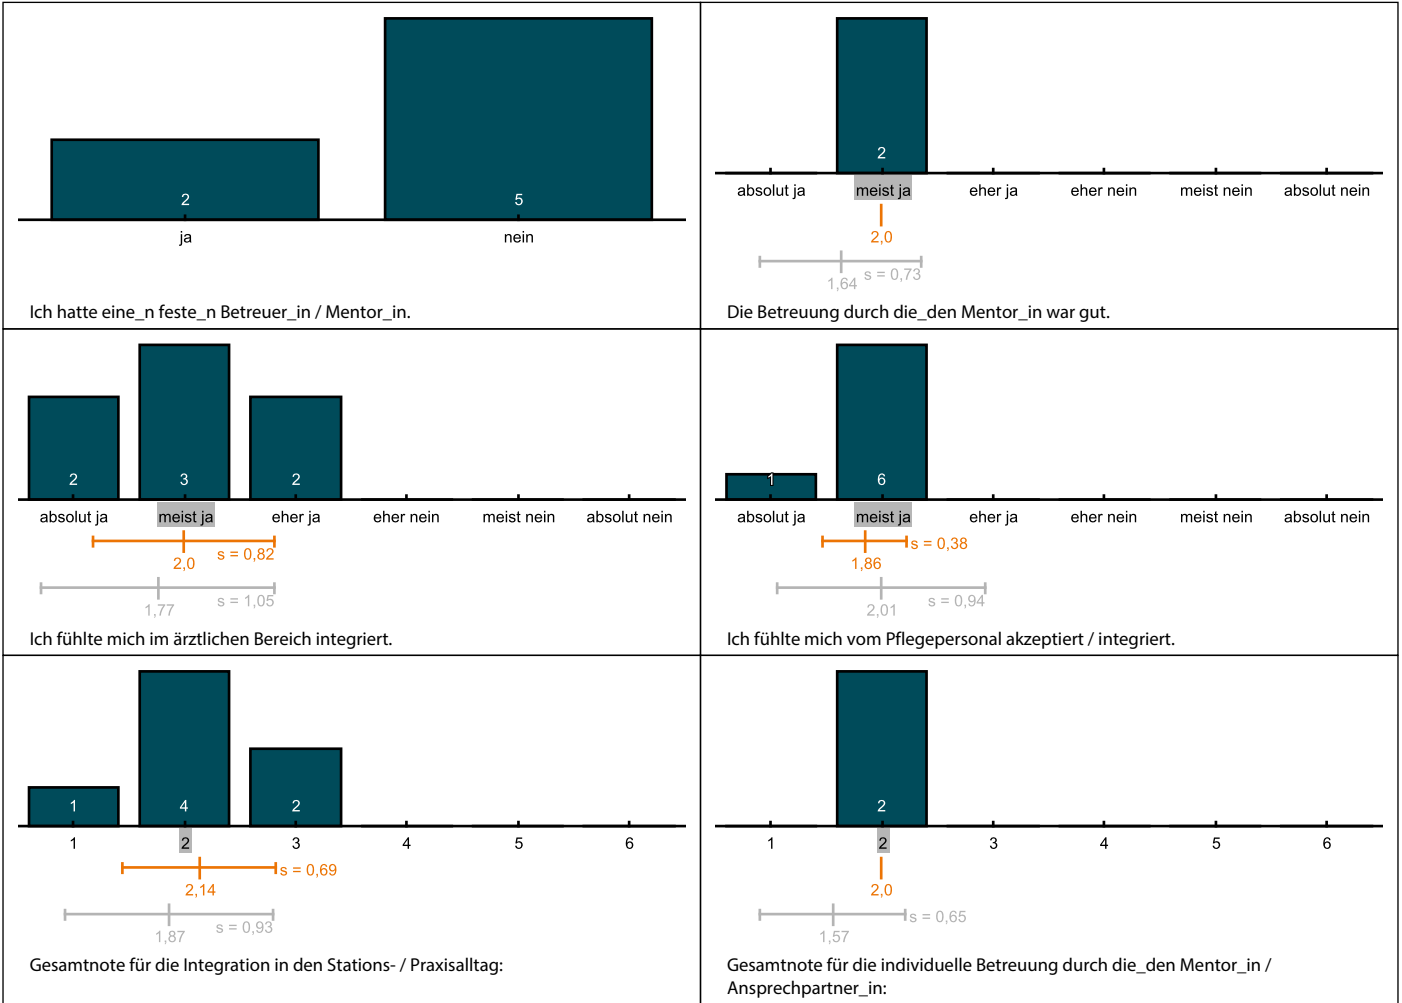 2
5
ja
nein
Ich hatte eine_n feste_n Betreuer_in / Mentor_in.
2
absolut ja meist ja eher ja eher nein meist nein absolut nein
2,0
s = 0,73
1,64
Die Betreuung durch die_den Mentor_in war gut.
2 3 2
absolut ja meist ja eher ja eher nein meist nein absolut nein
s = 0,82
2,0
s = 1,05
1,77
Ich fühlte mich im ärztlichen Bereich integriert.
1 6
absolut ja meist ja eher ja eher nein meist nein absolut nein
s = 0,38
1,86
s = 0,94
2,01
Ich fühlte mich vom Pflegepersonal akzeptiert / integriert.
1 4 2
1 2 3 4 5 6
s = 0,69
2,14
s = 0,93
1,87
Gesamtnote für die Integration in den Stations- / Praxisalltag:
2
1 2 3 4 5 6
2,0
s = 0,65
1,57
Gesamtnote für die individuelle Betreuung durch die_den Mentor_in /
Ansprechpartner_in: